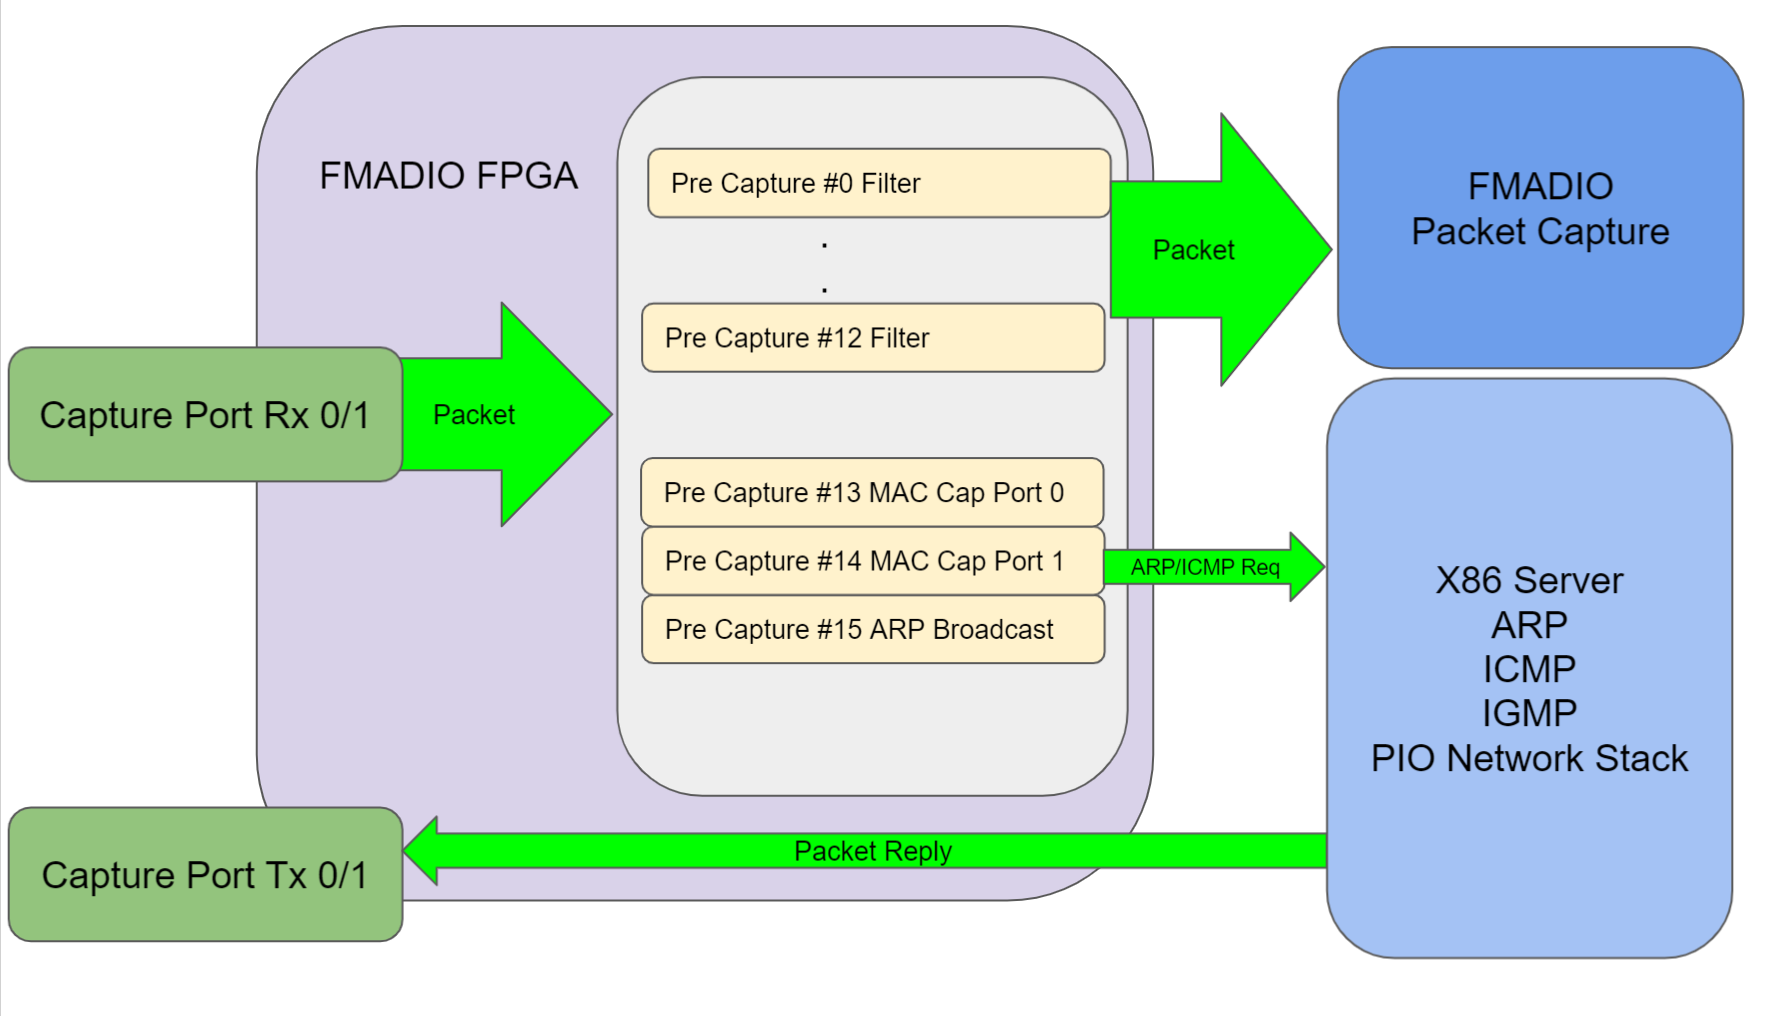 FMADIO FPGA
Pre Capture #0 Filter
.
.
Pre Capture #12 Filter
Pre Capture #13 MAC Cap Port 0
Pre Capture #14 MAC Cap Port 1
Pre Capture #15 ARP Broadcast
Capture Port Rx 0/1
Packet
Packet
FMADIO
Packet Capture
ARP/ICMP Req
X86 Server
ARP
ICMP
IGMP
PIO Network Stack
Packet Reply
Capture Port Tx 0/1